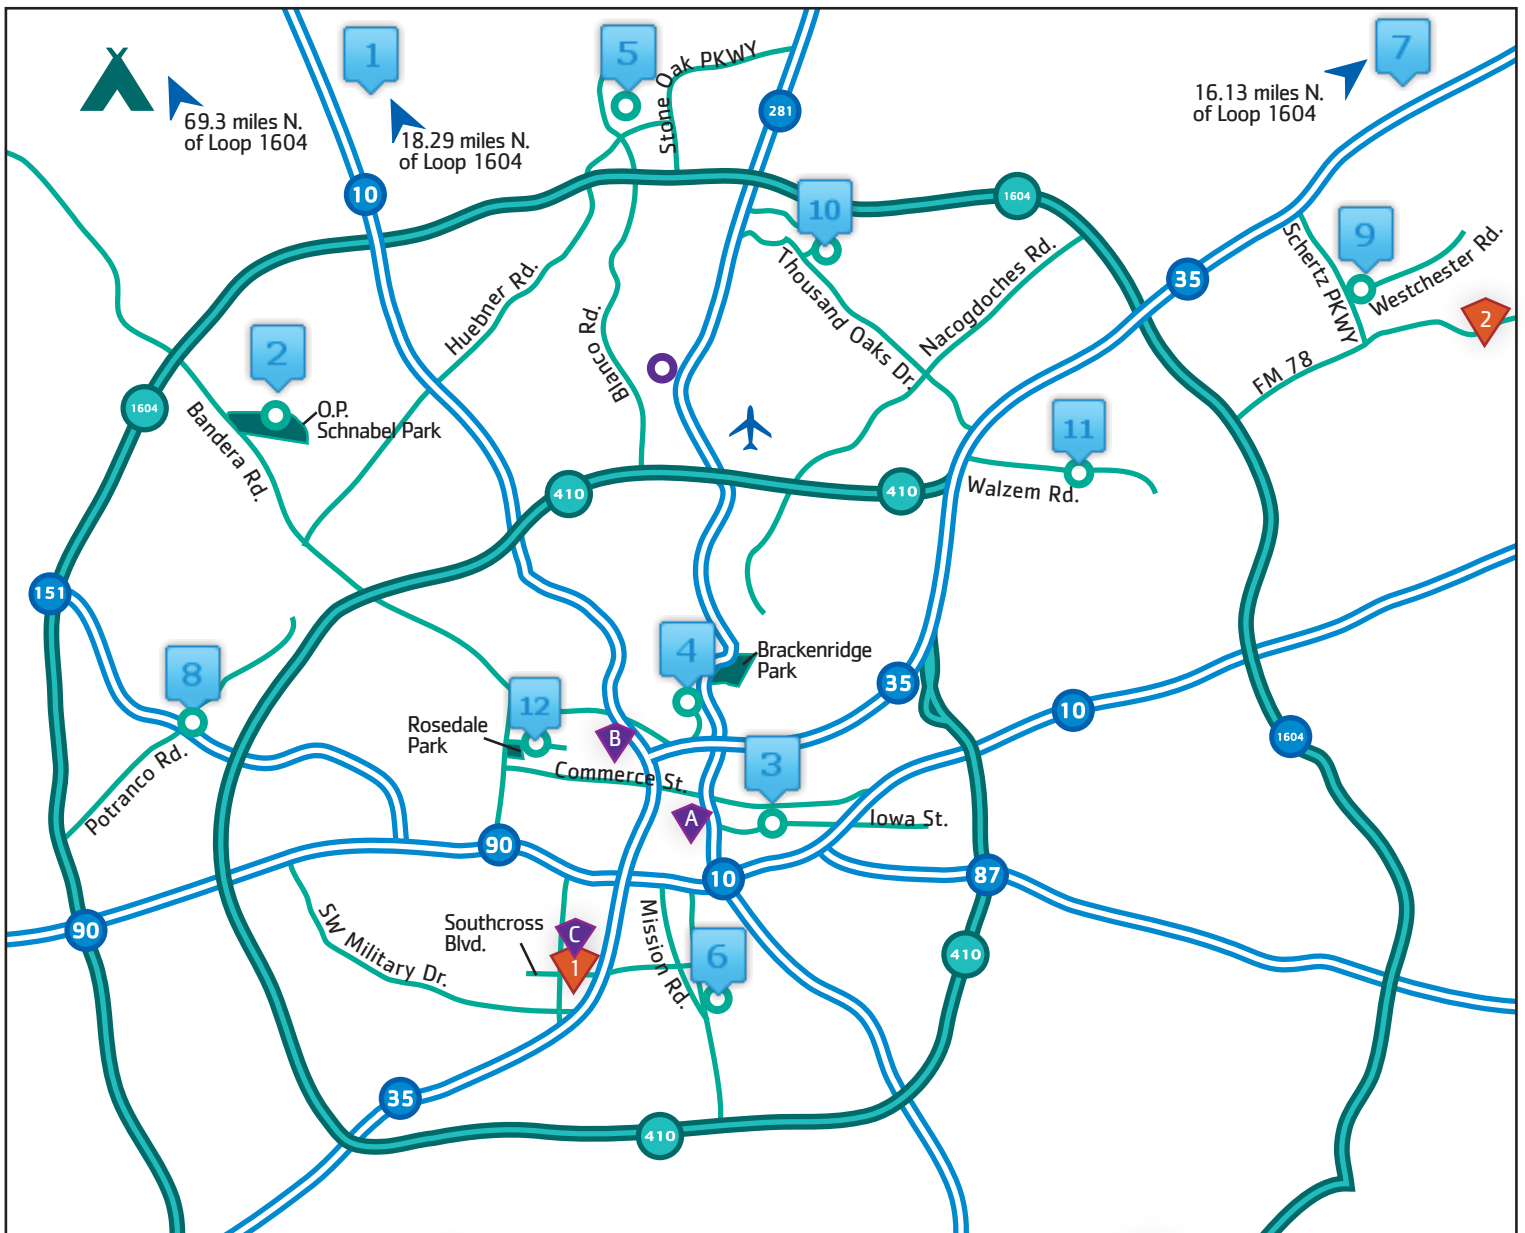 1
5
Stone Oak PKWY
7
69.3 miles N.
of Loop 1604
18.29 miles N.
of Loop 1604
281
16.13 miles N.
of Loop 1604
10
10
1604
9
Schertz PKWY
Westchester Rd.
35
2
Huebner Rd.
Blanco Rd.
Thousand Oaks Dr.
Nacogdoches Rd.
FM 78
2
1604
O.P.
Schnabel Park
Bandera Rd.
11
410
410
Walzem Rd.
151
8
4
Brackenridge
Park
35
10
12
Rosedale
Park
B
Commerce St.
3
1604
Potranco Rd.
A
Iowa St.
90
10
87
90
SW Military Dr.
Southcross
Blvd.
C
1
Mission Rd.
6
410
35
410